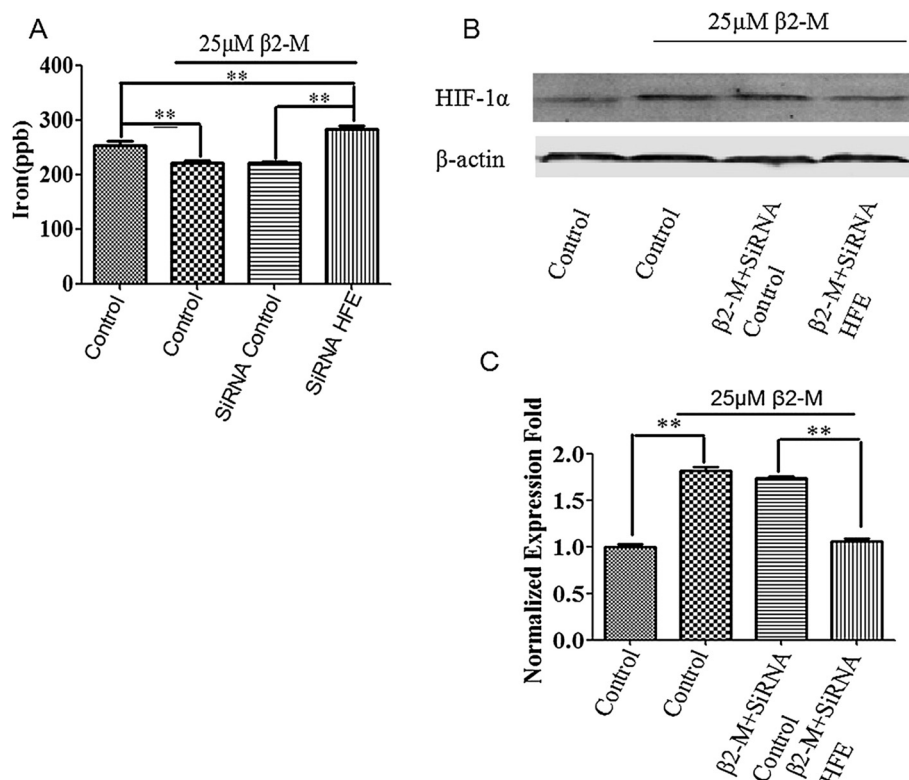 A
25μM β2-M
Iron(ppb)
400
300
200
100
0
**
**
**
Control
Control
SiRNA Control
SiRNA HFE
B
25μM β2-M
HIF-1α
β-actin
Control
Control
β2-M+SiRNA
Control
β2-M+SiRNA
HFE
C
25μM β2-M
Normalized Expression Fold
2.0
1.5
1.0
0.5
0.0
**
**
Control
Control
β2-M+SiRNA
Control
β2-M+SiRNA
HFE